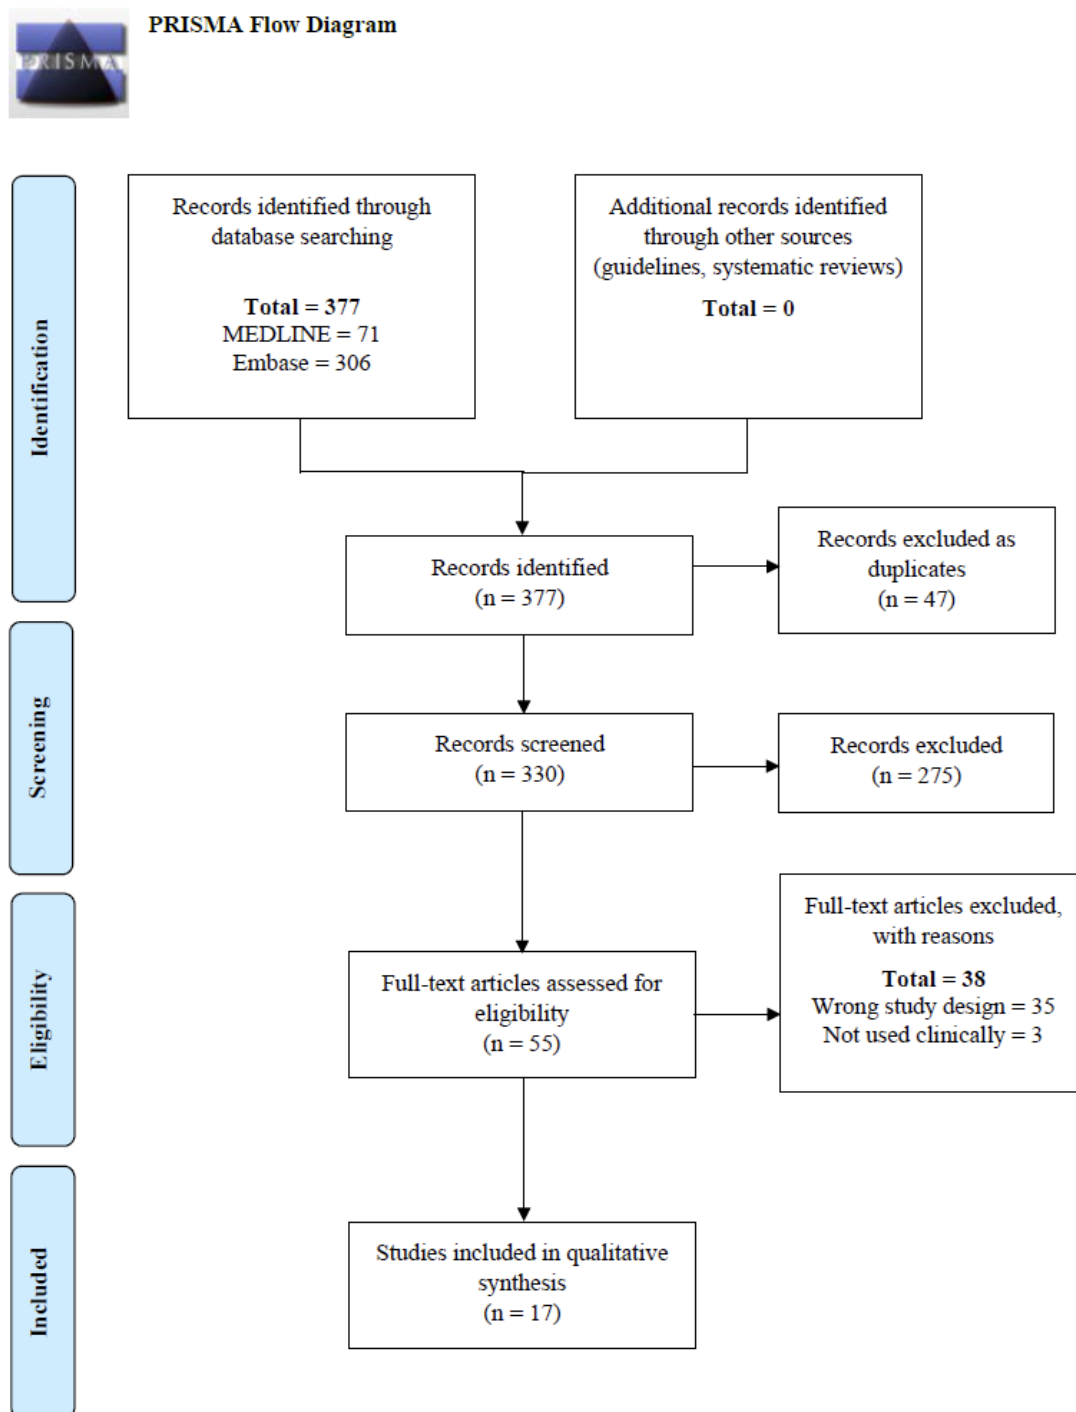 PRISMA Flow Diagram
PRISMA
Identification
Records identified through
database searching
Total = 377
MEDLINE = 71
Embase = 306
Additional records identified
through other sources
(guidelines, systematic reviews)
Total = 0
Records identified
(n = 377)
Records excluded as
duplicates
(n = 47)
Screening
Records screened
(n = 330)
Records excluded
(n = 275)
Eligibility
Full-text articles assessed for
eligibility
(n = 55)
Full-text articles excluded,
with reasons
Total = 38
Wrong study design = 35
Not used clinically = 3
Included
Studies included in qualitative
synthesis
(n = 17)